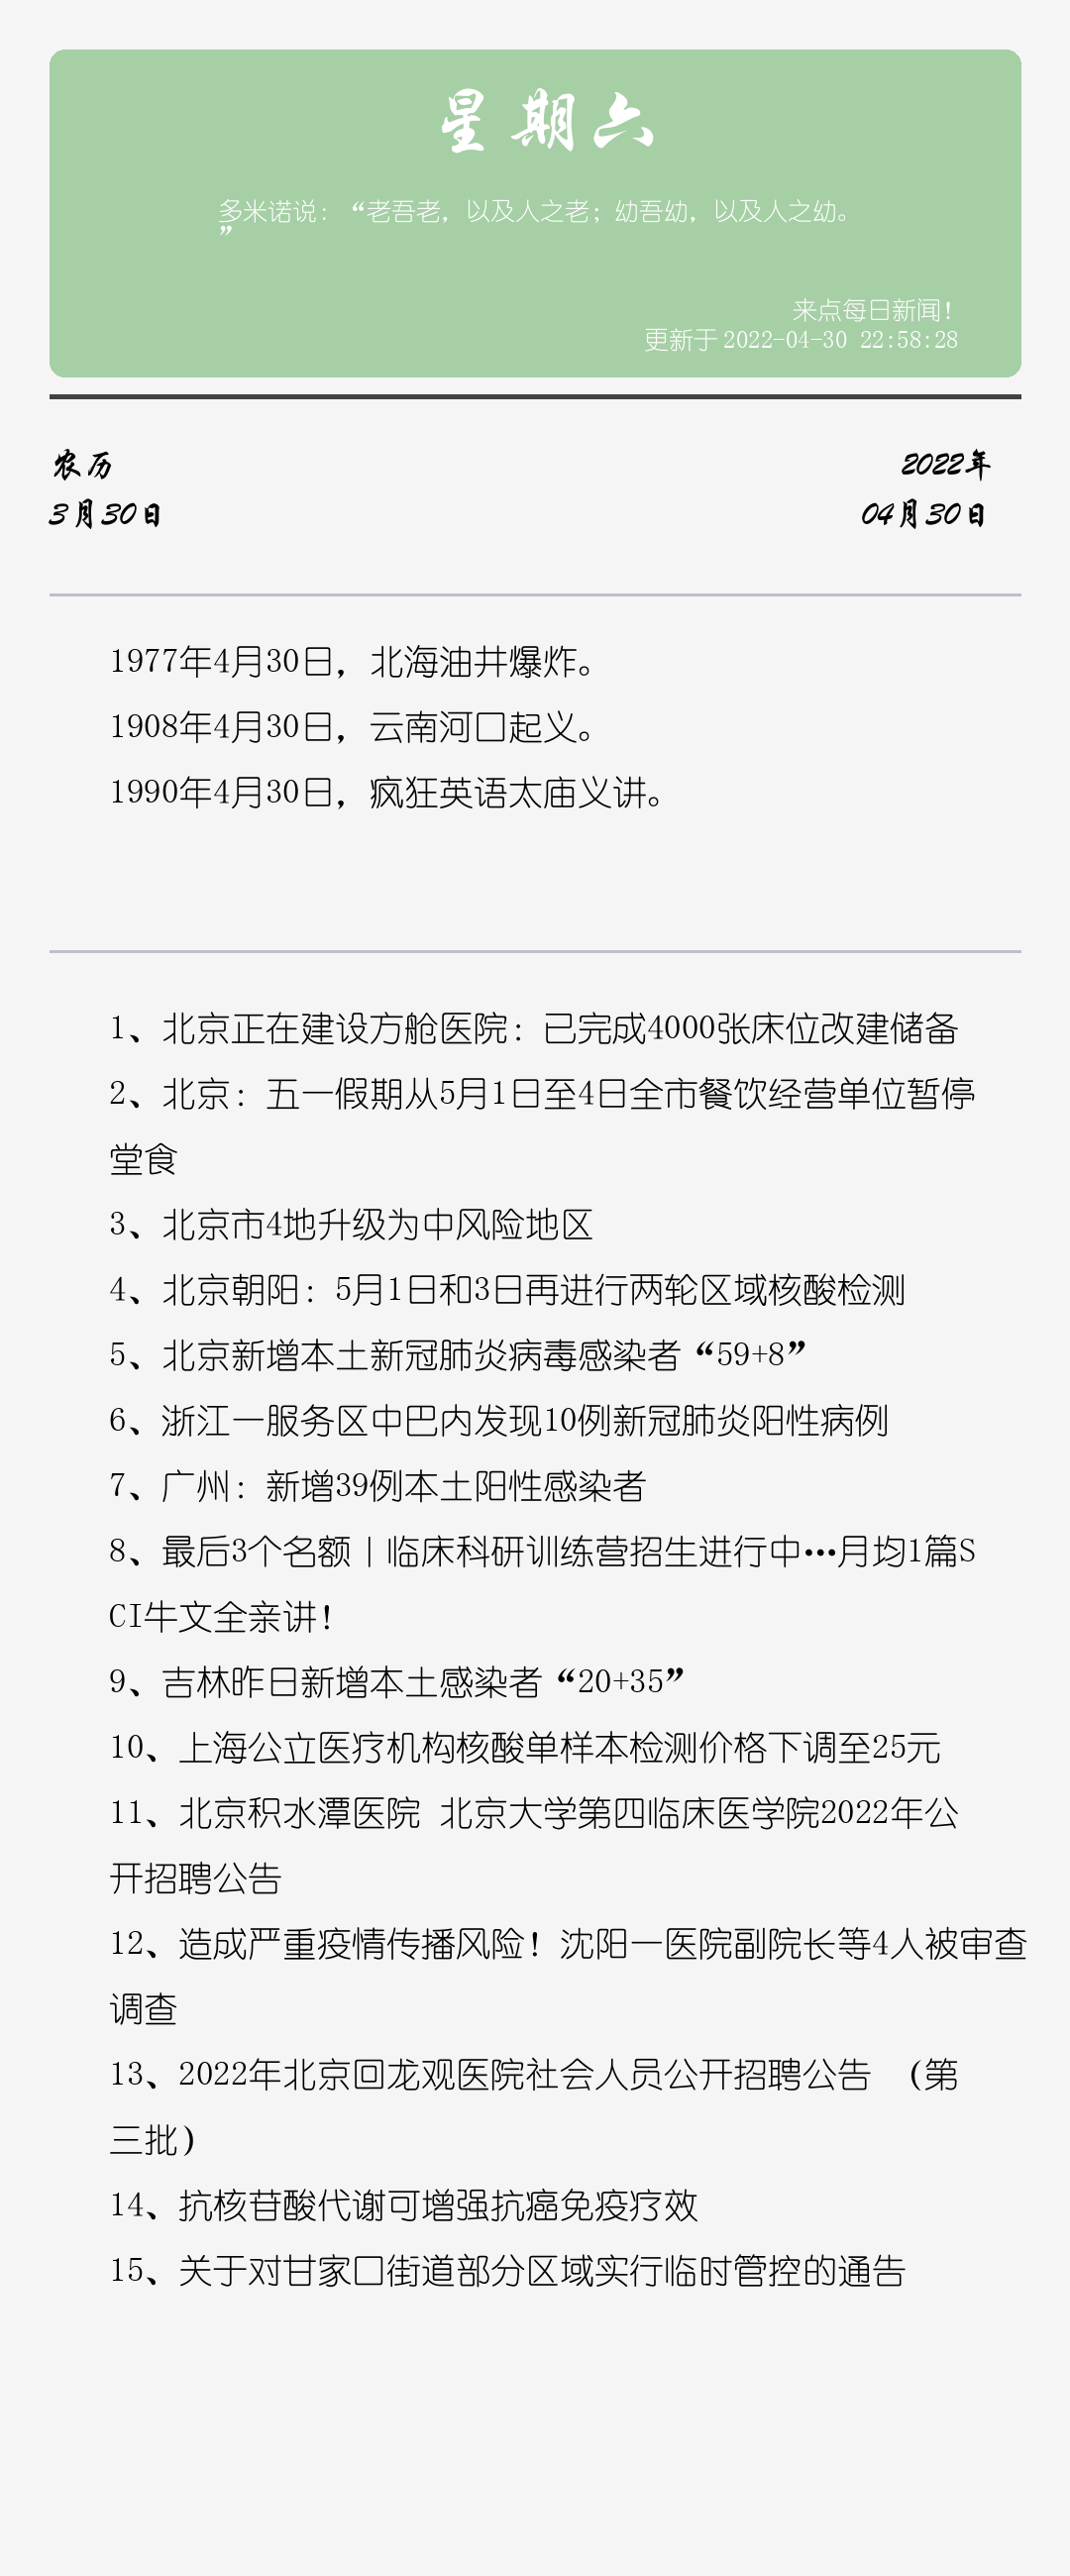 星期六
多米诺说：“老吾老，以及人之老；幼吾幼，以及人之幼。
”
来点每日新闻！
更新于 2022-04-30 22:58:28
农历
2022年
3月30日
04月30日
1977年4月30日，北海油井爆炸。
1908年4月30日，云南河口起义。
1990年4月30日，疯狂英语太庙义讲。
1、北京正在建设方舱医院：已完成4000张床位改建储备
2、北京：五一假期从5月1日至4日全市餐饮经营单位暂停
堂食
3、北京市4地升级为中风险地区
4、北京朝阳：5月1日和3日再进行两轮区域核酸检测
5、北京新增本土新冠肺炎病毒感染者“59+8”
6、浙江一服务区中巴内发现10例新冠肺炎阳性病例
7、广州：新增39例本土阳性感染者
8、最后3个名额丨临床科研训练营招生进行中…月均1篇S
CI牛文全亲讲！
9、吉林昨日新增本土感染者“20+35”
10、上海公立医疗机构核酸单样本检测价格下调至25元
11、北京积水潭医院 北京大学第四临床医学院2022年公
开招聘公告
12、造成严重疫情传播风险！沈阳一医院副院长等4人被审查
调查
13、2022年北京回龙观医院社会人员公开招聘公告 （第
三批）
14、抗核苷酸代谢可增强抗癌免疫疗效
15、关于对甘家口街道部分区域实行临时管控的通告